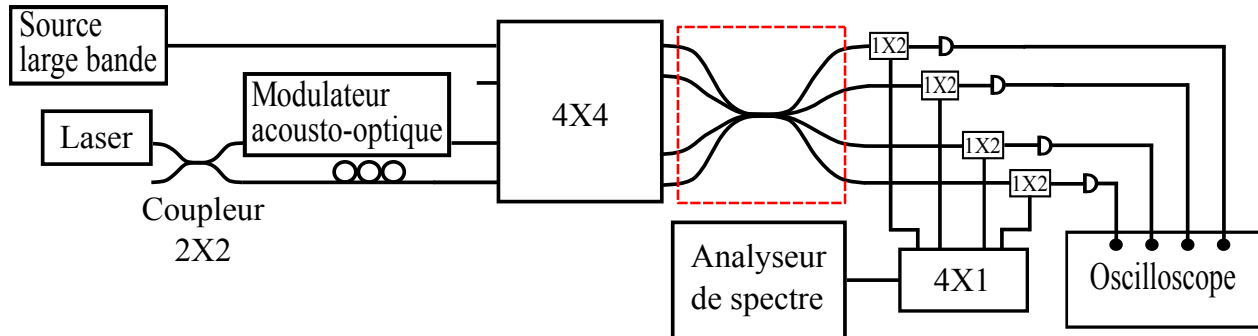 Source
large bande
Laser
Modulateur
acousto-optique
Coupleur
2X2
4X4
1X2
1X2
1X2
1X2
Analyseur
de spectre
4X1
Oscilloscope